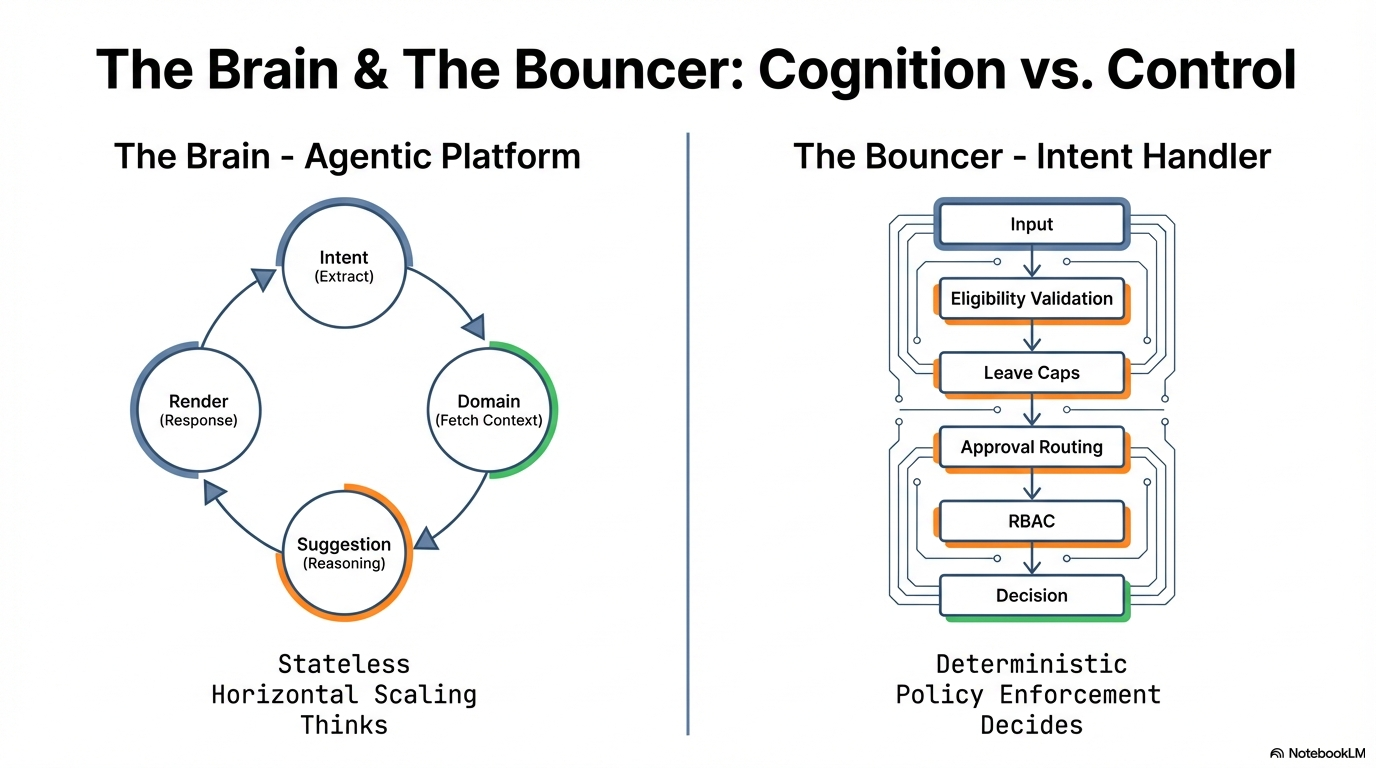 The Brain & The Bouncer: Cognition vs. Control
The Brain - Agentic Platform
Intent
(Extract)
Domain
(Fetch Context)
Suggestion
(Reasoning)
Render
(Response)
Stateless
Horizontal Scaling
Thinks
The Bouncer - Intent Handler
Input
Eligibility Validation
Leave Caps
Approval Routing
RBAC
Decision
Deterministic
Policy Enforcement
Decides
NotebookLM